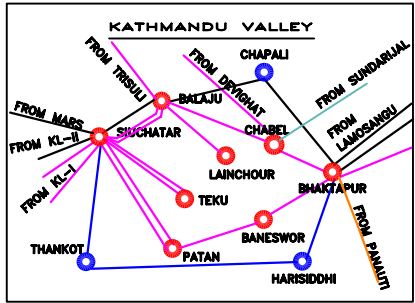 KATHMANDU VALLEY
FROM TRISULI
CHAPALI
FROM DEVIGHAT
FROM SUNDARIJAL
BALAJU
FROM MARS
SIUCHATAR
FROM KL-II
CHABEL
FROM LAMOSANGU
LAINCHOUR
FROM KL-I
BHAKTAPUR
TEKU
BANESWOR
FROM PANAUTI
THANKOT
PATAN
HARISIDDHI